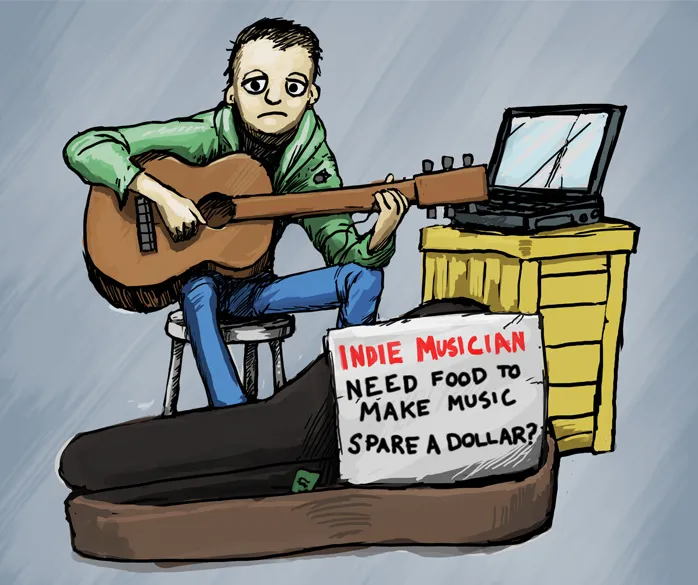 INDIE MUSICIAN
NEED FOOD TO
MAKE MUSIC
SPARE A DOLLAR?
$